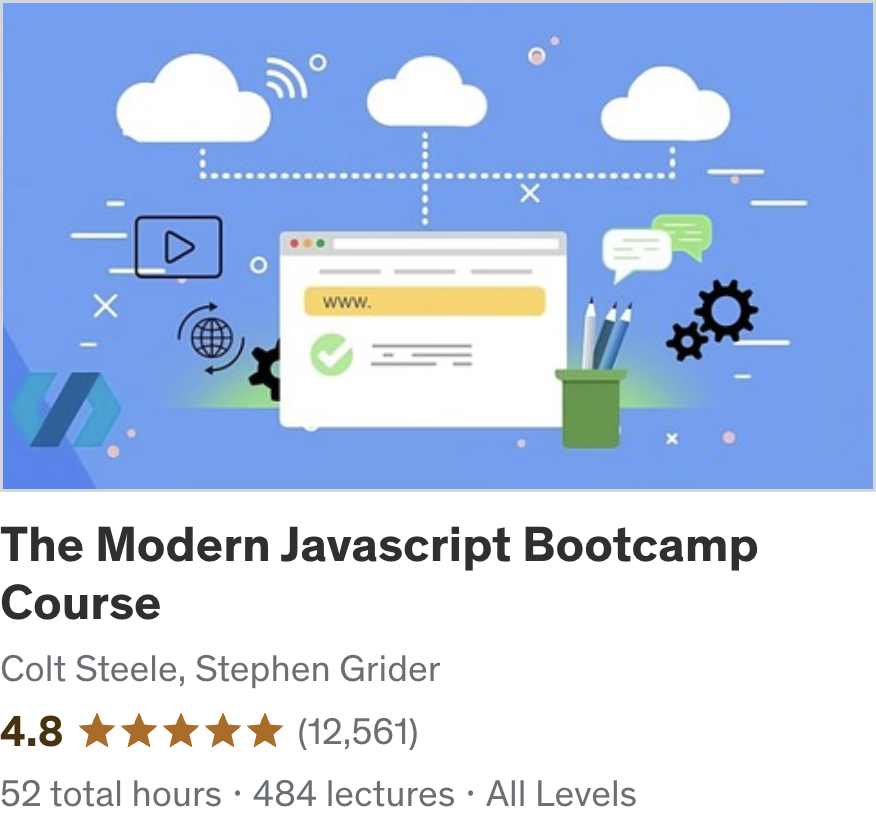 www.
The Modern Javascript Bootcamp
Course
Colt Steele, Stephen Grider
4.8 (12,561)
52 total hours · 484 lectures · All Levels